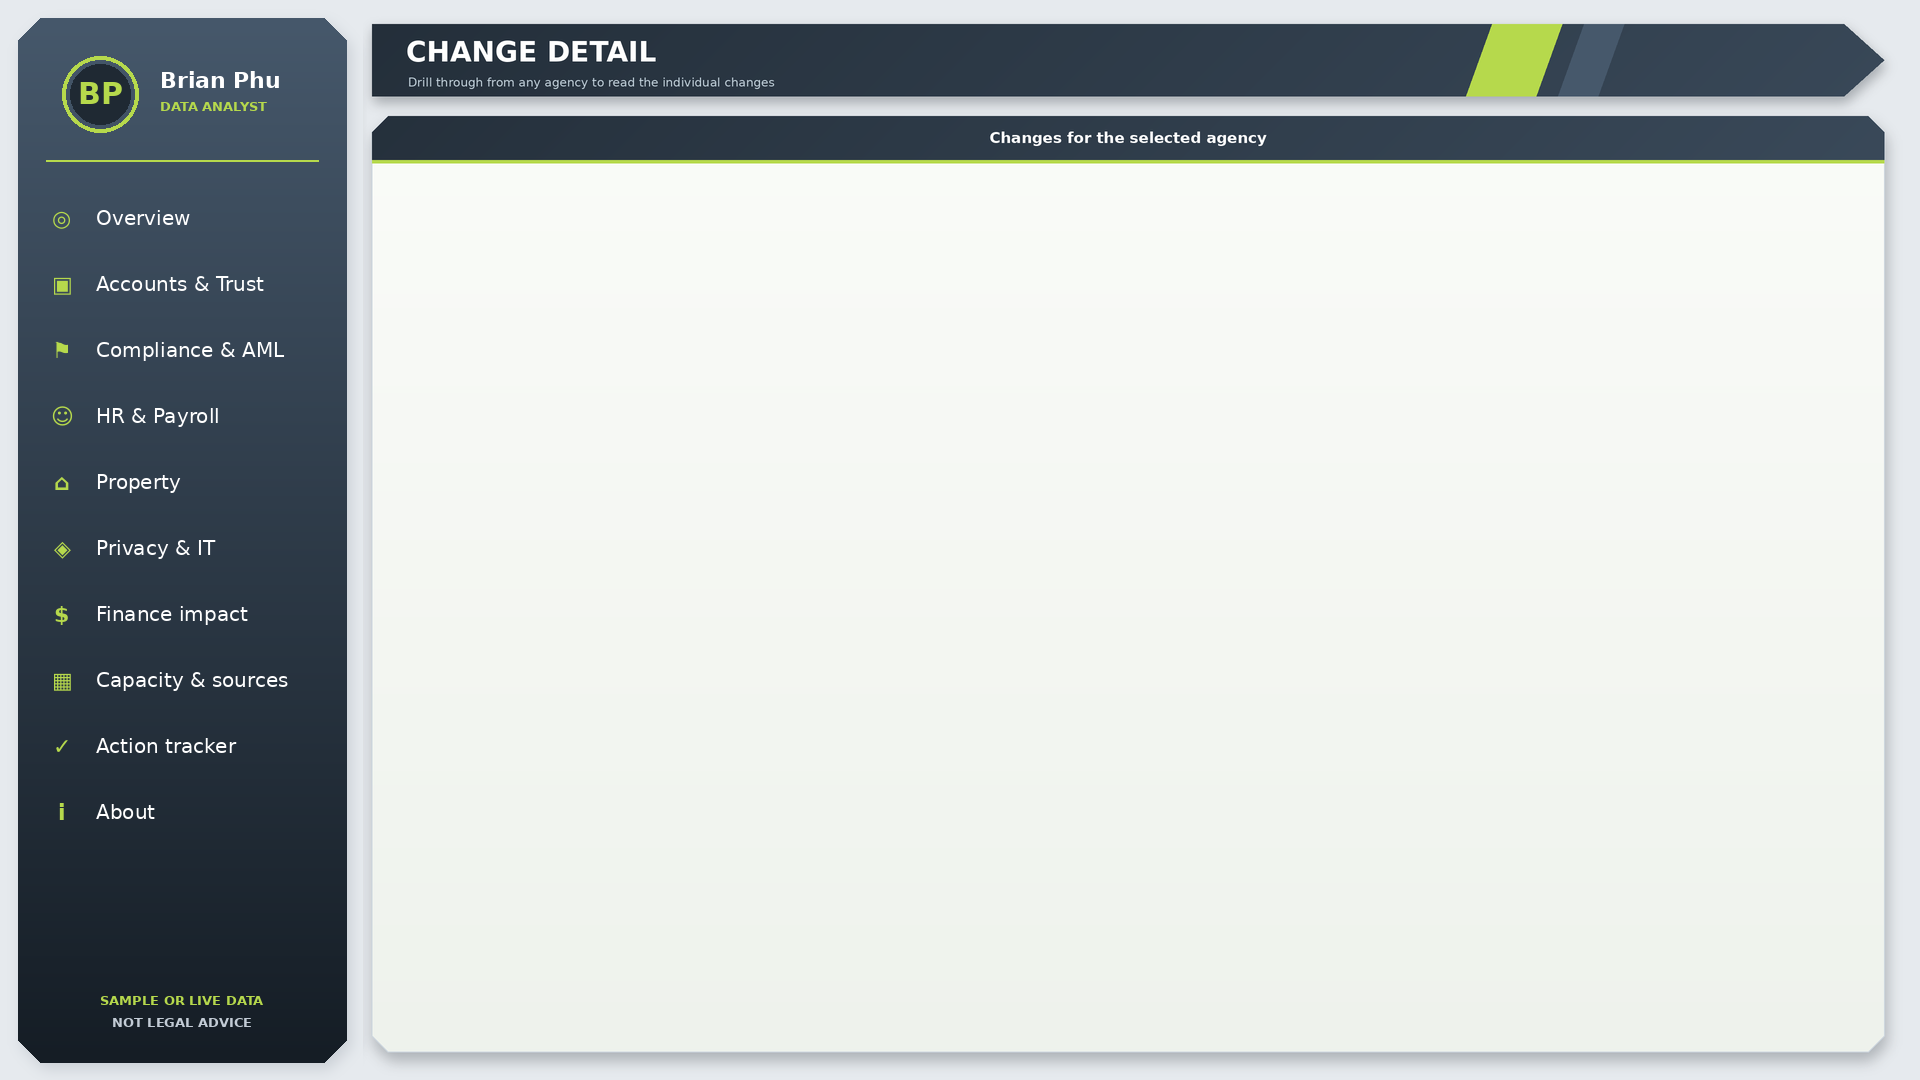 BP
Brian Phu
DATA ANALYST
Overview
Accounts & Trust
Compliance & AML
HR & Payroll
Property
Privacy & IT
$ Finance impact
Capacity & sources
✓ Action tracker
i About
SAMPLE OR LIVE DATA
NOT LEGAL ADVICE
CHANGE DETAIL
Drill through from any agency to read the individual changes
Changes for the selected agency